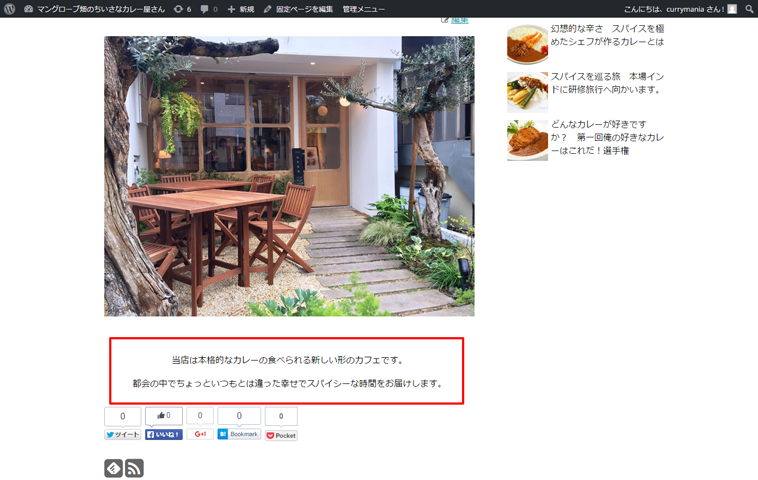 マングローブ畑のちいさなカレー屋さん 6 0 新規 固定ページを編集 管理メニュー こんにちは、currymania さん!
編集
幻想的な辛さ　スパイスを極
めたシェフが作るカレーとは
スパイスを巡る旅　本場イン
ドに研修旅行へ向かいます。
どんなカレーが好きです
か？　第一回俺の好きなカレ
ーはこれだ！選手権
当店は本格的なカレーの食べられる新しい形のカフェです。
都会の中でちょっといつもとは違った幸せでスパイシーな時間をお届けします。
0 0 0 0 0
ツイート いいね！ G+1 B! Bookmark Pocket